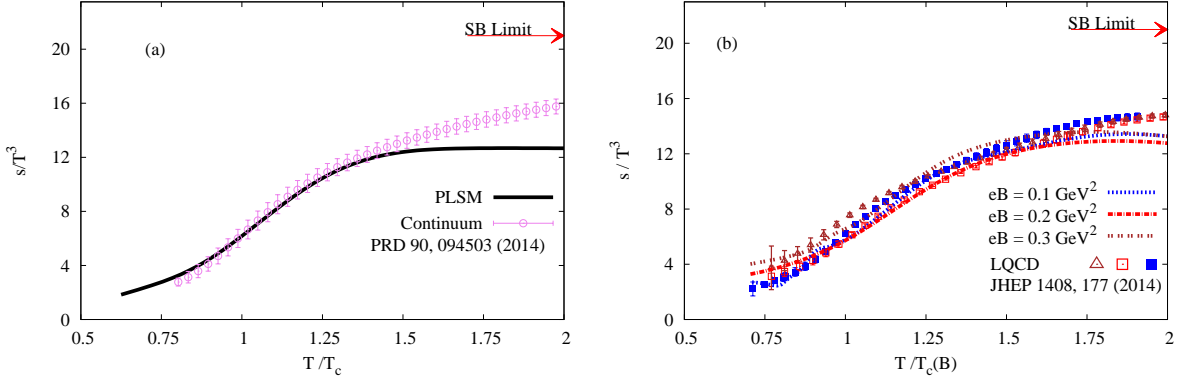 SB Limit
(a)
s/T³
20
16
12
8
4
0
PLSM
Continuum
PRD 90, 094503 (2014)
0.5 0.75 1 1.25 1.5 1.75 2
T /T_c
SB Limit
(b)
s / T³
20
16
12
8
4
0
eB = 0.1 GeV²
eB = 0.2 GeV²
eB = 0.3 GeV²
LQCD
JHEP 1408, 177 (2014)
0.5 0.75 1 1.25 1.5 1.75 2
T /T_c(B)